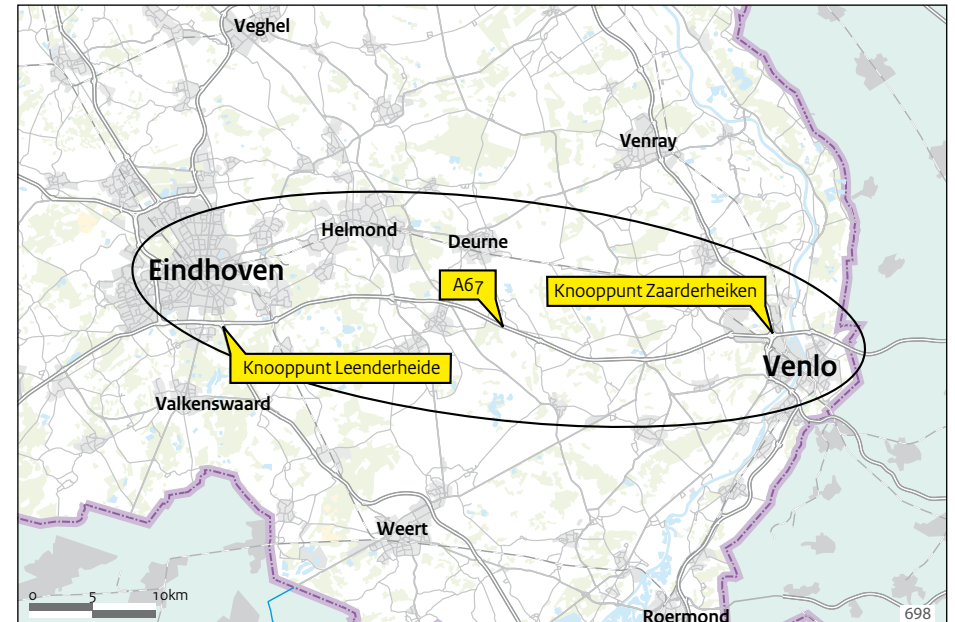 Veghel
Venray
Helmond
Deurne
Eindhoven
A67
Knooppunt Zaarderheiken
Knooppunt Leenderheide
Venlo
Valkenswaard
Weert
0 5 10km
Roermond
698